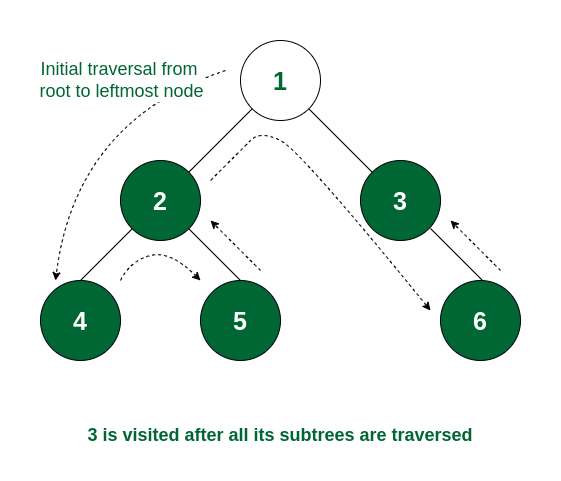 Initial traversal from
root to leftmost node
1
2
3
4
5
6
3 is visited after all its subtrees are traversed